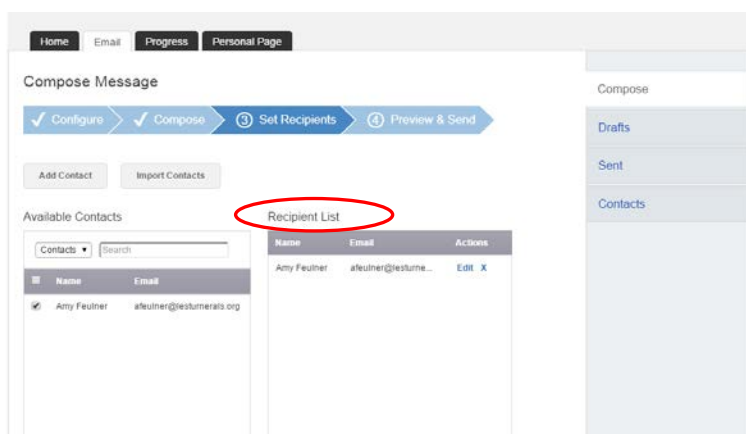 Home Email Progress Personal Page
Compose Message
Configure Compose 3 Set Recipients 4 Preview & Send
Add Contact Import Contacts
Available Contacts
Contacts Search
Name Email
Amy Feulner afeulner@lesturnerals.org
Recipient List
Name Email Actions
Amy Feulner afeulner@lesturne... Edit X
Compose
Drafts
Sent
Contacts